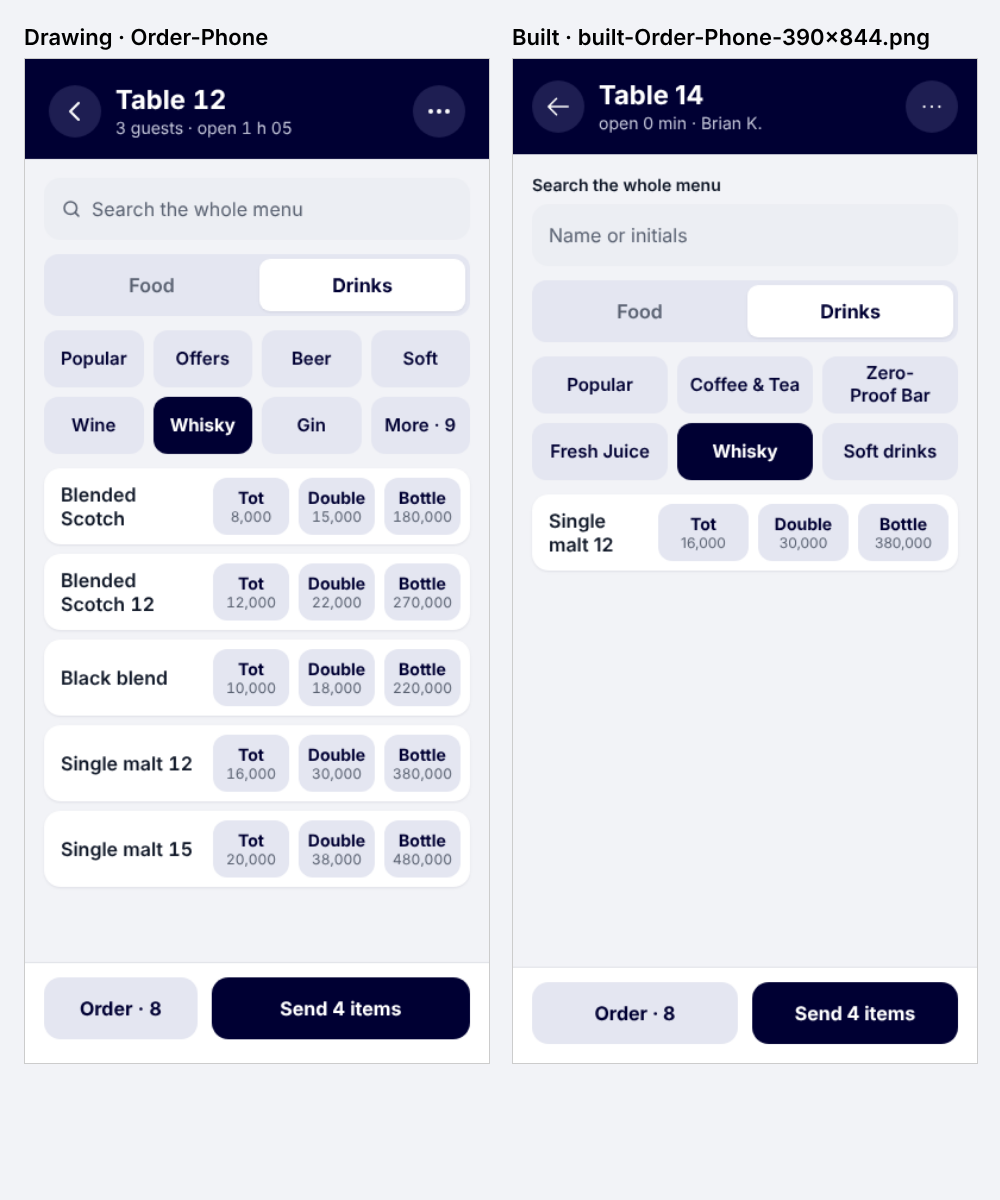 Drawing · Order-Phone
Table 12
3 guests · open 1 h 05
Search the whole menu
Food
Drinks
Popular
Offers
Beer
Soft
Wine
Whisky
Gin
More · 9
Blended
Scotch
Tot
8,000
Double
15,000
Bottle
180,000
Blended
Scotch 12
Tot
12,000
Double
22,000
Bottle
270,000
Black blend
Tot
10,000
Double
18,000
Bottle
220,000
Single malt 12
Tot
16,000
Double
30,000
Bottle
380,000
Single malt 15
Tot
20,000
Double
38,000
Bottle
480,000
Order · 8
Send 4 items
Built · built-Order-Phone-390×844.png
Table 14
open 0 min · Brian K.
Search the whole menu
Name or initials
Food
Drinks
Popular
Coffee & Tea
Zero-
Proof Bar
Fresh Juice
Whisky
Soft drinks
Single
malt 12
Tot
16,000
Double
30,000
Bottle
380,000
Order · 8
Send 4 items